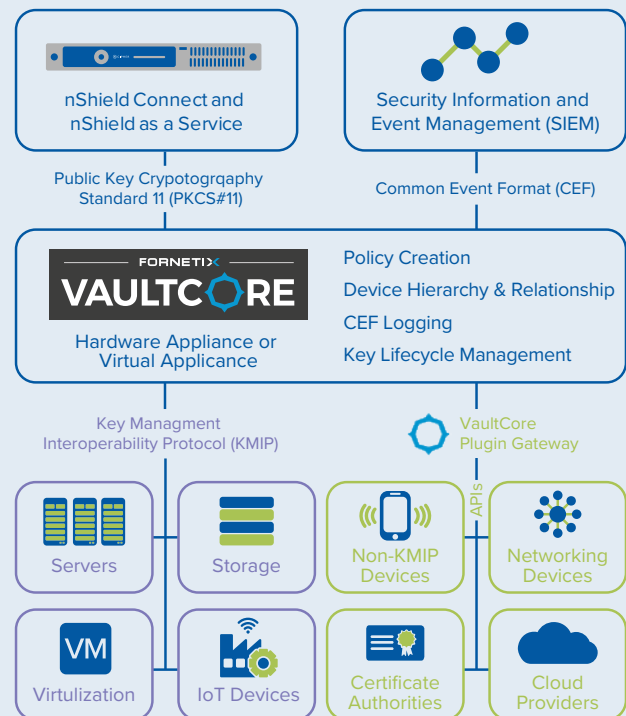 nShield Connect and
nShield as a Service
Security Information and
Event Management (SIEM)
Public Key Crypotogrqaphy
Standard 11 (PKCS#11)
Common Event Format (CEF)
FORNETIX
VAULTCORE
Hardware Appliance or
Virtual Applicance
Policy Creation
Device Hierarchy & Relationship
CEF Logging
Key Lifecycle Management
Key Managment
Interoperability Protocol (KMIP)
VaultCore
Plugin Gateway
APIs
Servers
Storage
Non-KMIP
Devices
Networking
Devices
VM
Virtulization
IoT Devices
Certificate
Authorities
Cloud
Providers